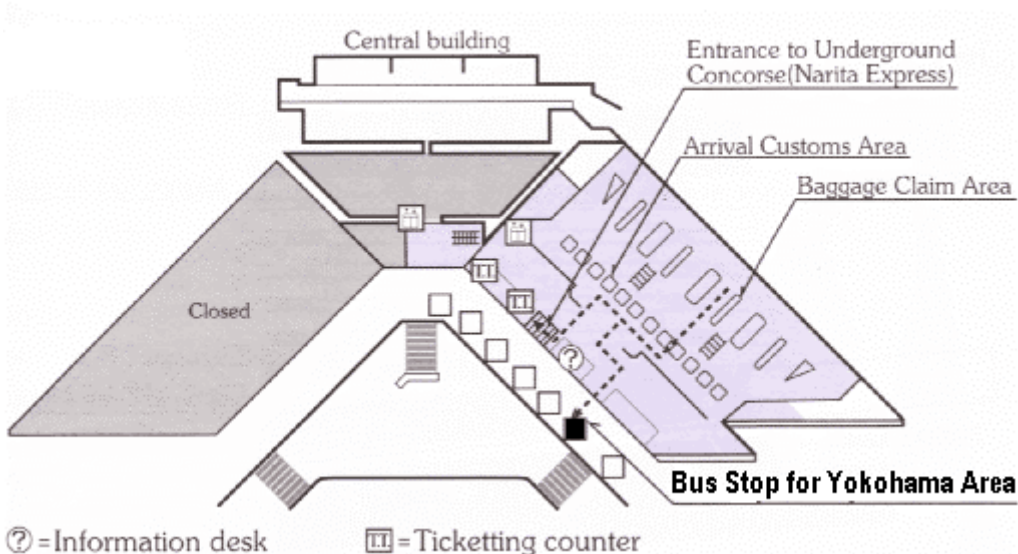 Central building
Entrance to Underground
Concorse(Narita Express)
Arrival Customs Area
Baggage Claim Area
T.T.
T.T.
Closed
?
Bus Stop for Yokohama Area
? =Information desk
T.T. =Ticketting counter